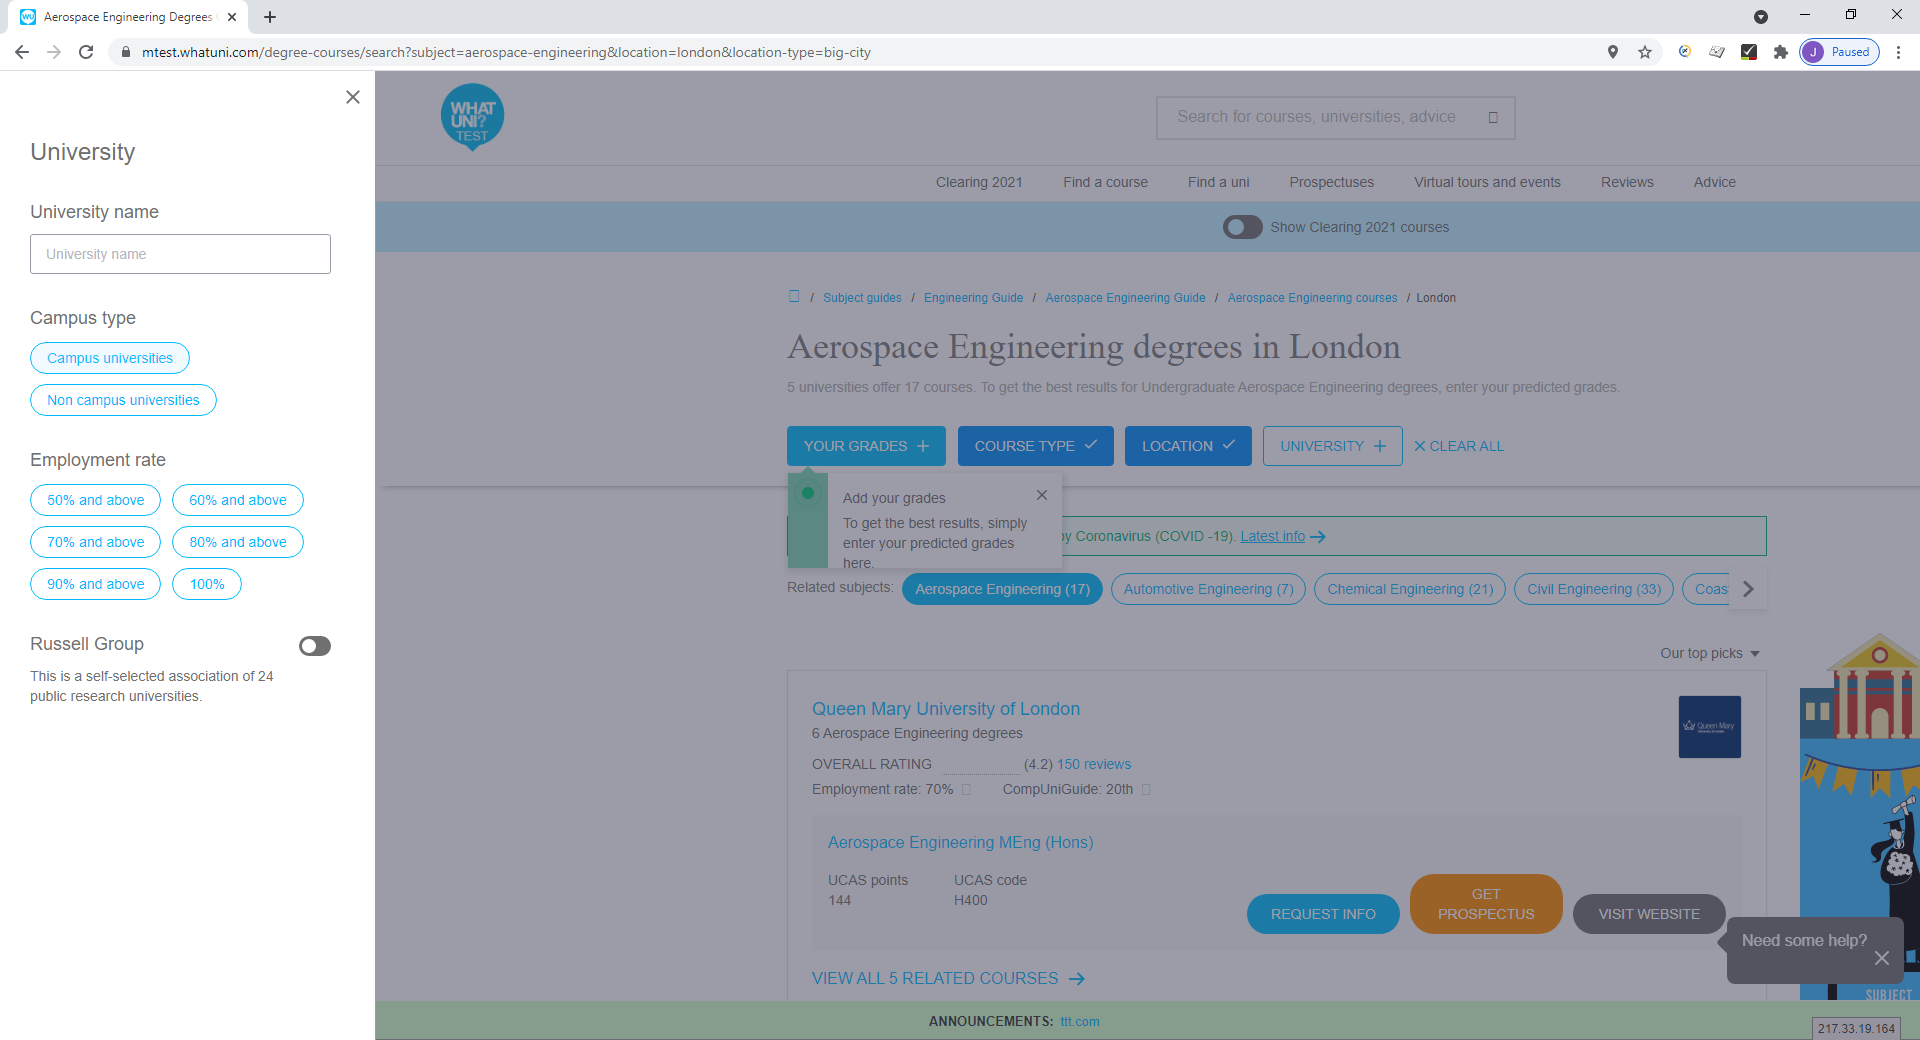 Aerospace Engineering Degrees
mtest.whatuni.com/degree-courses/search?subject=aerospace-engineering&location=london&location-type=big-city
J Paused
University
University name
University name
Campus type
Campus universities
Non campus universities
Employment rate
50% and above 60% and above
70% and above 80% and above
90% and above 100%
Russell Group
This is a self-selected association of 24
public research universities.
WHAT
UNI?
TEST
Search for courses, universities, advice
Clearing 2021 Find a course Find a uni Prospectuses Virtual tours and events Reviews Advice
Show Clearing 2021 courses
/ Subject guides / Engineering Guide / Aerospace Engineering Guide / Aerospace Engineering courses / London
Aerospace Engineering degrees in London
5 universities offer 17 courses. To get the best results for Undergraduate Aerospace Engineering degrees, enter your predicted grades.
YOUR GRADES COURSE TYPE LOCATION UNIVERSITY CLEAR ALL
Add your grades
To get the best results, simply
enter your predicted grades
here.
by Coronavirus (COVID -19). Latest info
Related subjects: Aerospace Engineering (17) Automotive Engineering (7) Chemical Engineering (21) Civil Engineering (33) Coas
Our top picks
Queen Mary University of London
6 Aerospace Engineering degrees
OVERALL RATING (4.2) 150 reviews
Employment rate: 70% CompUniGuide: 20th
Queen Mary
Aerospace Engineering MEng (Hons)
UCAS points UCAS code
144 H400
REQUEST INFO
GET
PROSPECTUS
VISIT WEBSITE
Need some help?
VIEW ALL 5 RELATED COURSES
SUBJECT
ANNOUNCEMENTS: ttt.com
217.33.19.164